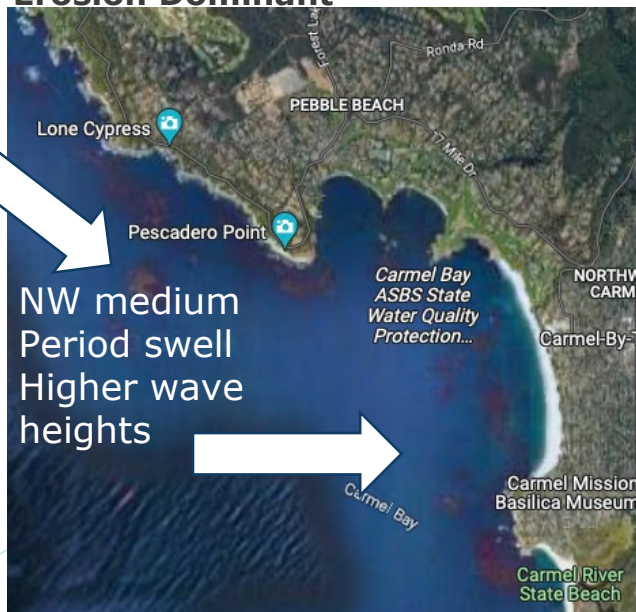 Erosion Dominant
Forest Lake
Ronda Rd
PEBBLE BEACH
Lone Cypress
17 Mile Dr
Pescadero Point
NW medium
Period swell
Higher wave
heights
Carmel Bay
ASBS State
Water Quality
Protection...
NORTHW
CARM
Carmel-By-T
Carmel Mission
Basilica Museum
Carmel Bay
Carmel River
State Beach